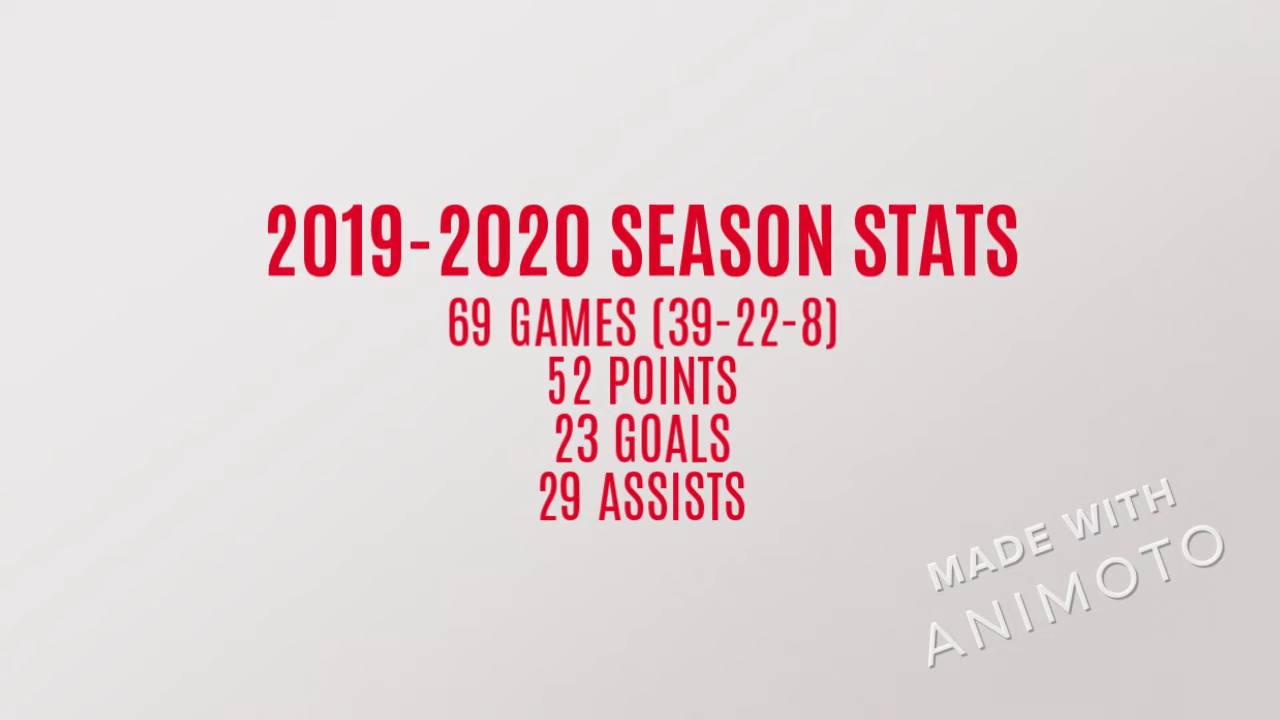 2019-2020 SEASON STATS
69 GAMES (39-22-8)
52 POINTS
23 GOALS
29 ASSISTS
MADE WITH
ANIMOTO